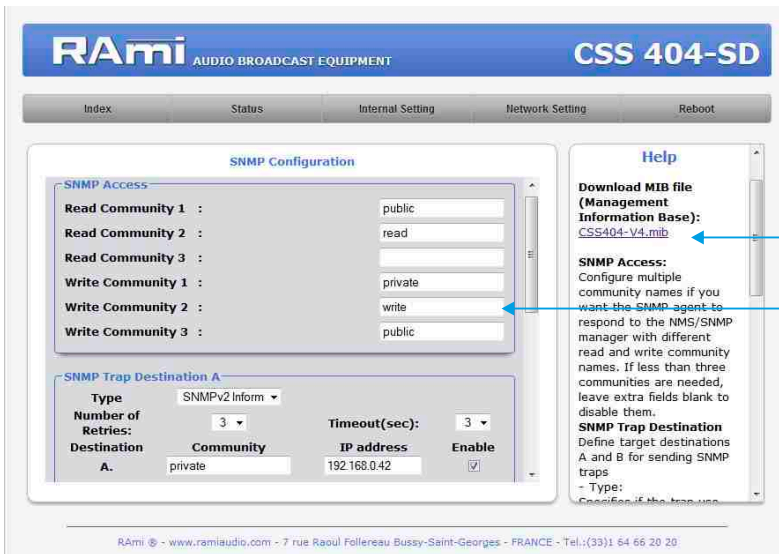 RAmi AUDIO BROADCAST EQUIPMENT CSS 404-SD
Index Status Internal Setting Network Setting Reboot
SNMP Configuration
SNMP Access
Read Community 1 : public
Read Community 2 : read
Read Community 3 :
Write Community 1 : private
Write Community 2 : write
Write Community 3 : public
SNMP Trap Destination A
Type SNMPv2 Inform
Number of Retries: 3 Timeout(sec): 3
Destination Community IP address Enable
A. private 192.168.0.42
Help
Download MIB file
(Management
Information Base):
CSS404-V4.mib
SNMP Access:
Configure multiple
community names if you
want the SNMP agent to
respond to the NMS/SNMP
manager with different
read and write community
names. If less than three
communities are needed,
leave extra fields blank to
disable them.
SNMP Trap Destination
Define target destinations
A and B for sending SNMP
traps
- Type:
Specifies if the trap use
RAmi ® - www.ramiaudio.com - 7 rue Raoul Follereau Bussy-Saint-Georges - FRANCE - Tel.:(33)1 64 66 20 20